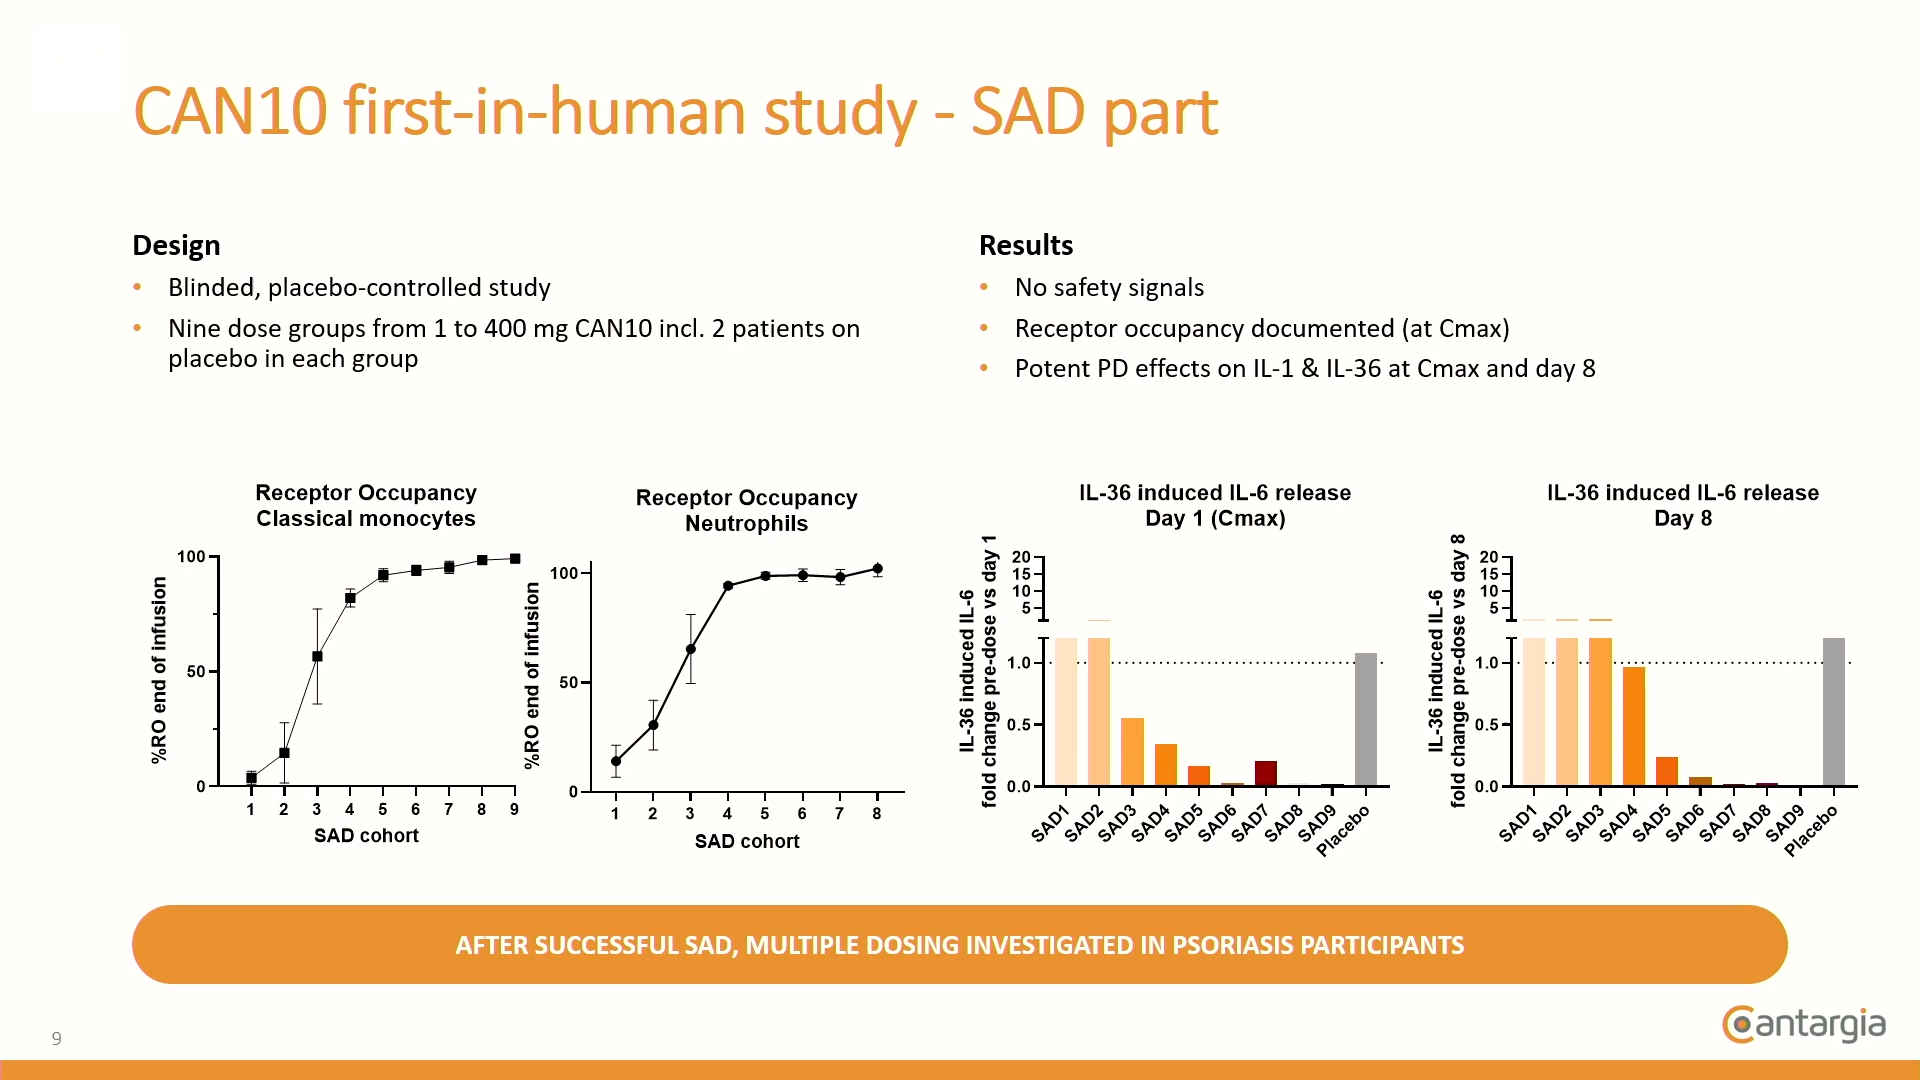 CAN10 first-in-human study - SAD part
Design
• Blinded, placebo-controlled study
• Nine dose groups from 1 to 400 mg CAN10 incl. 2 patients on
placebo in each group
Results
• No safety signals
• Receptor occupancy documented (at Cmax)
• Potent PD effects on IL-1 & IL-36 at Cmax and day 8
Receptor Occupancy
Classical monocytes
%RO end of infusion
100
50
0
1 2 3 4 5 6 7 8 9
SAD cohort
Receptor Occupancy
Neutrophils
%RO end of infusion
100
50
0
1 2 3 4 5 6 7 8
SAD cohort
IL-36 induced IL-6 release
Day 1 (Cmax)
IL-36 induced IL-6
fold change pre-dose vs day 1
20
15
10
5
1.0
0.5
0.0
SAD1 SAD2 SAD3 SAD4 SAD5 SAD6 SAD7 SAD8 SAD9 Placebo
IL-36 induced IL-6 release
Day 8
IL-36 induced IL-6
fold change pre-dose vs day 8
20
15
10
5
1.0
0.5
0.0
SAD1 SAD2 SAD3 SAD4 SAD5 SAD6 SAD7 SAD8 SAD9 Placebo
AFTER SUCCESSFUL SAD, MULTIPLE DOSING INVESTIGATED IN PSORIASIS PARTICIPANTS
9
Cantargia